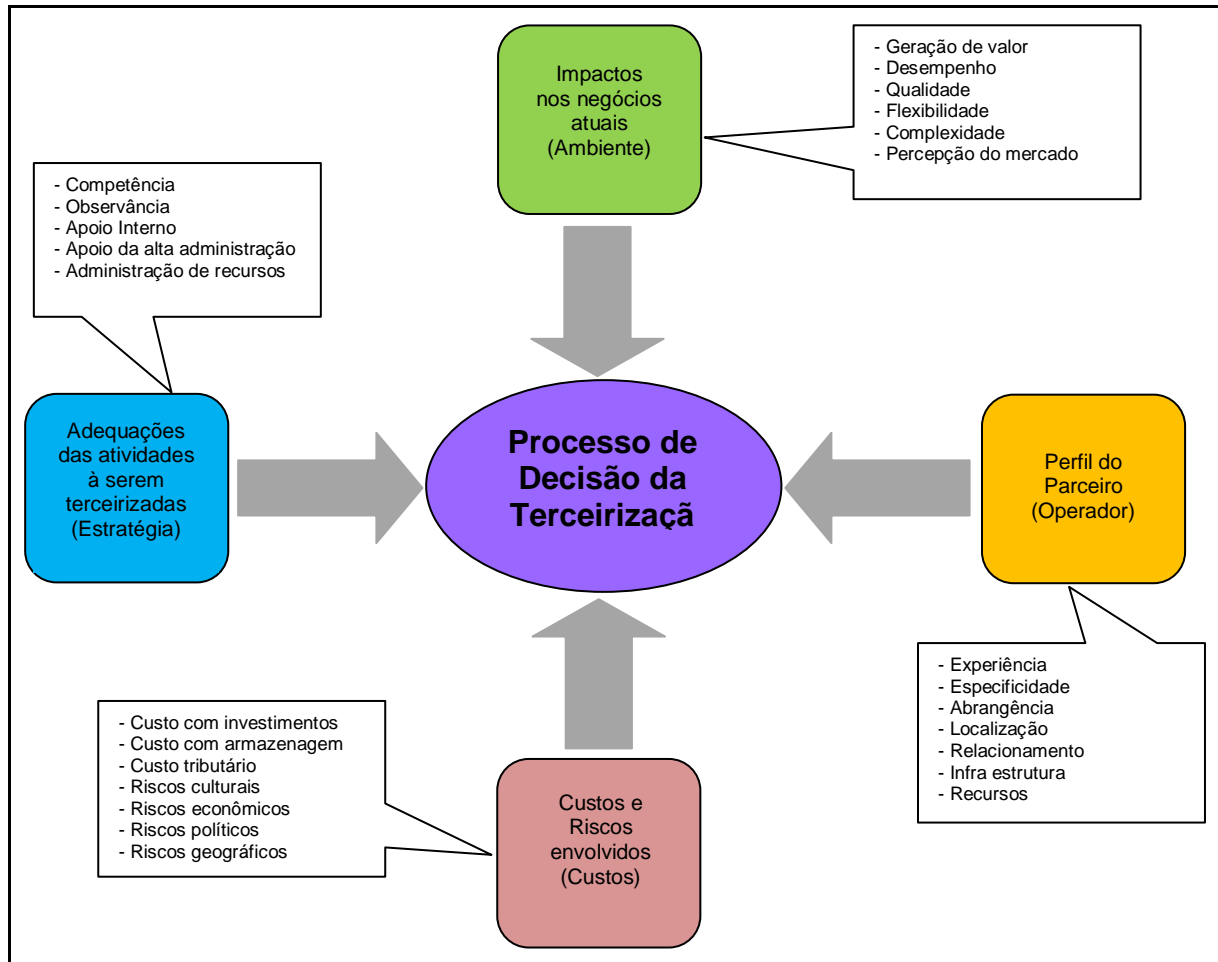 Impactos
nos negócios
atuais
(Ambiente)
- Geração de valor
- Desempenho
- Qualidade
- Flexibilidade
- Complexidade
- Percepção do mercado
- Competência
- Observância
- Apoio Interno
- Apoio da alta administração
- Administração de recursos
Adequações
das atividades
à serem
terceirizadas
(Estratégia)
Processo de
Decisão da
Terceirizaçã
Perfil do
Parceiro
(Operador)
- Experiência
- Especificidade
- Abrangência
- Localização
- Relacionamento
- Infra estrutura
- Recursos
- Custo com investimentos
- Custo com armazenagem
- Custo tributário
- Riscos culturais
- Riscos econômicos
- Riscos políticos
- Riscos geográficos
Custos e
Riscos
envolvidos
(Custos)